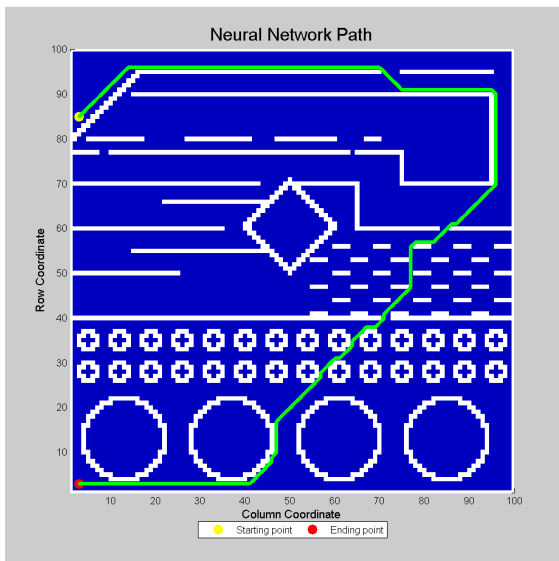 Neural Network Path
100
90
80
70
60
50
40
30
20
10
Row Coordinate
10 20 30 40 50 60 70 80 90 100
Column Coordinate
Starting point Ending point